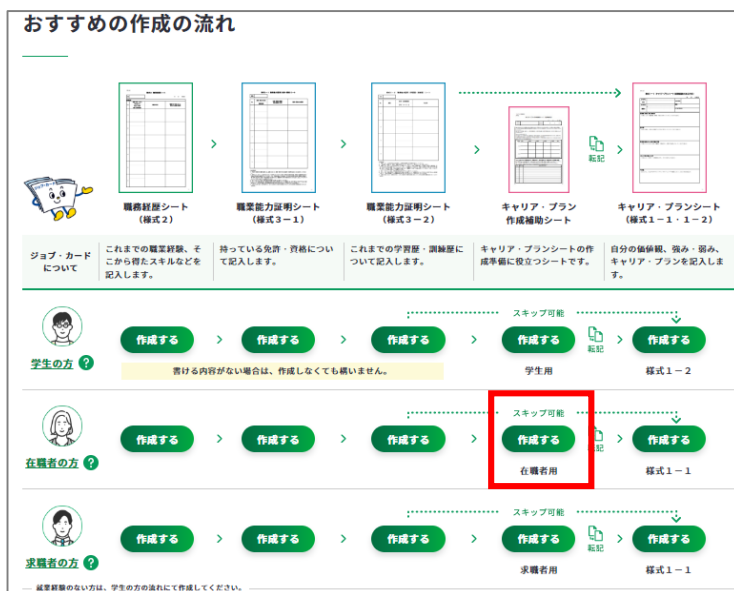 おすすめの作成の流れ
転記
ジョブ・カード
職務経歴シート
（様式２）
職業能力証明シート
（様式３－１）
職業能力証明シート
（様式３－２）
キャリア・プラン
作成補助シート
キャリア・プランシート
（様式１－１・１－２）
ジョブ・カード
について
これまでの職業経験、そ
こから得たスキルなどを
記入します。
持っている免許・資格につい
て記入します。
これまでの学習歴・訓練歴に
ついて記入します。
キャリア・プランシートの作
成準備に役立つシートです。
自分の価値観、強み・弱み、
キャリア・プランを記入しま
す。
スキップ可能
作成する
作成する
作成する
作成する
転記
作成する
学生の方 ?
書ける内容がない場合は、作成しなくても構いません。
学生用
様式１－２
スキップ可能
作成する
作成する
作成する
作成する
転記
作成する
在職者の方 ?
在職者用
様式１－１
スキップ可能
作成する
作成する
作成する
作成する
転記
作成する
求職者の方 ?
求職者用
様式１－１
就業経験のない方は、学生の方の流れにて作成してください。